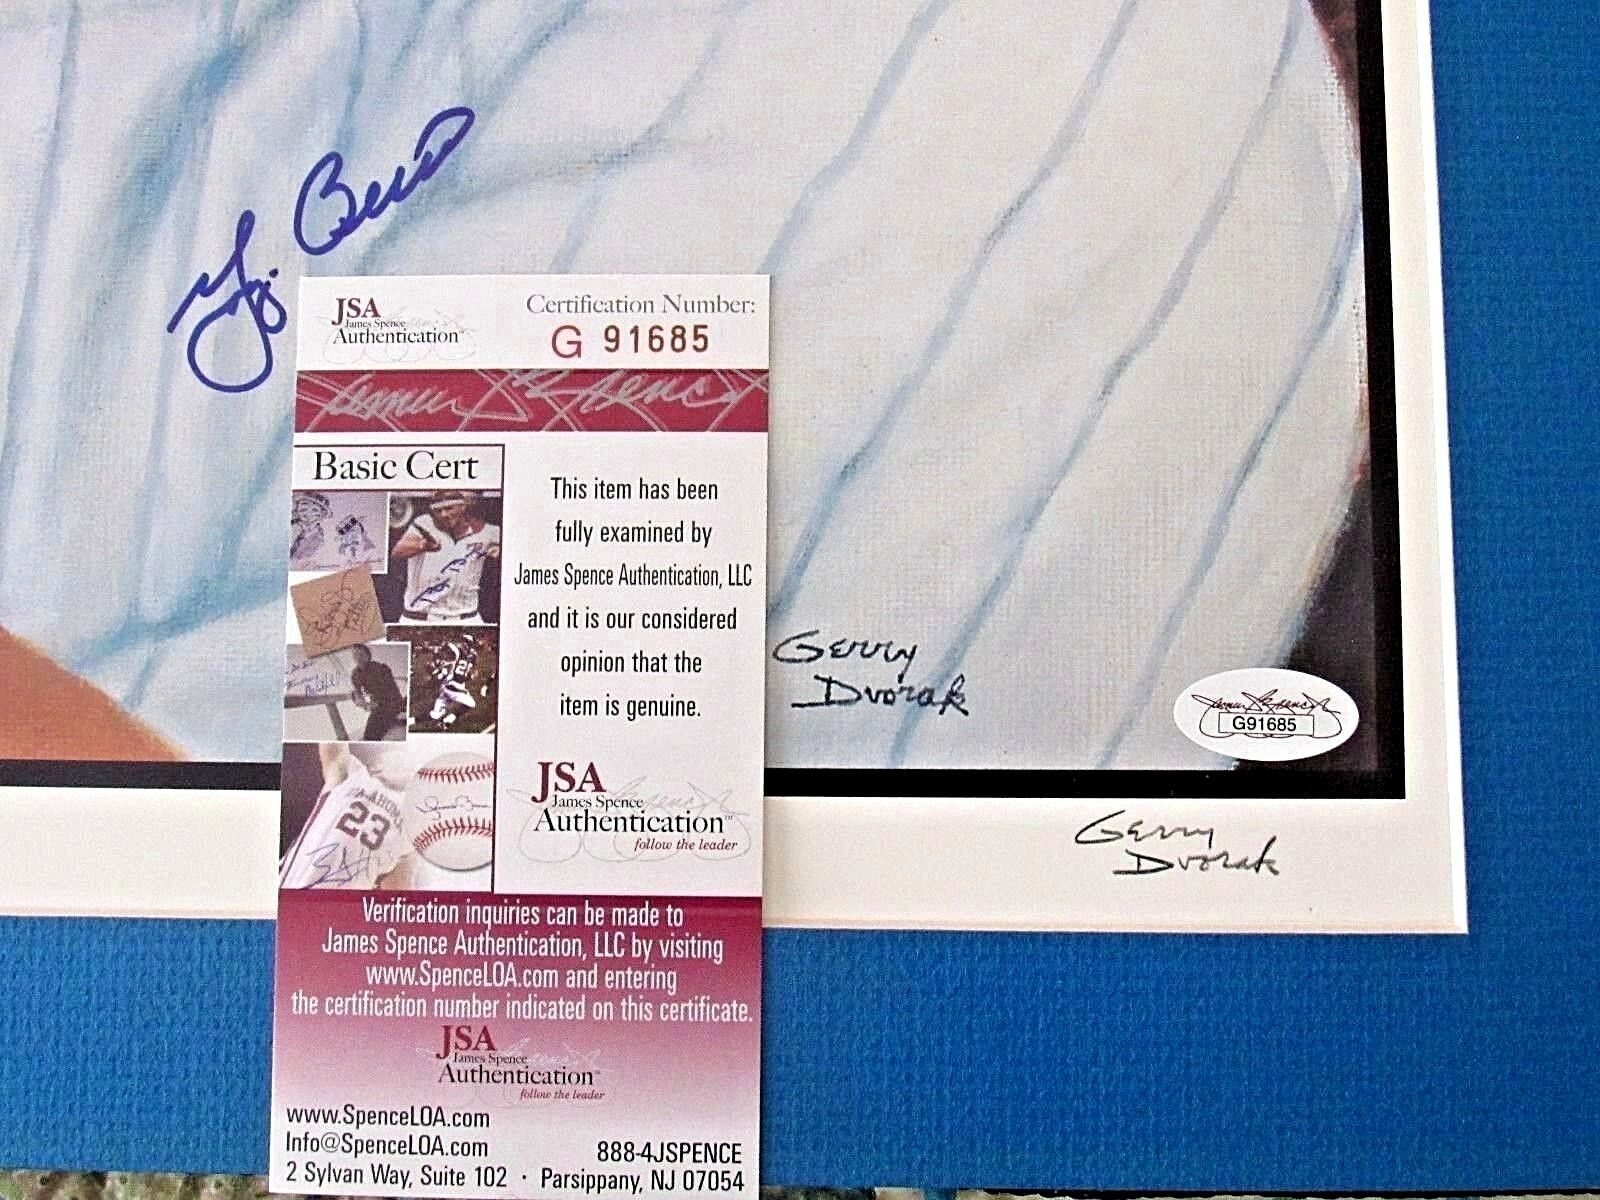 Yogi Berra
JSA
James Spence
Authentication™
Certification Number:
G 91685
Basic Cert
This item has been
fully examined by
James Spence Authentication, LLC
and it is our considered
opinion that the
item is genuine.
23
JSA
James Spence
Authentication™
follow the leader
Gerry
Dvorak
G91685
Gerry
Dvorak
Verification inquiries can be made to
James Spence Authentication, LLC by visiting
www.SpenceLOA.com and entering
the certification number indicated on this certificate.
JSA
James Spence
Authentication™
follow the leader
www.SpenceLOA.com
Info@SpenceLOA.com
888-4JSPENCE
2 Sylvan Way, Suite 102 · Parsippany, NJ 07054